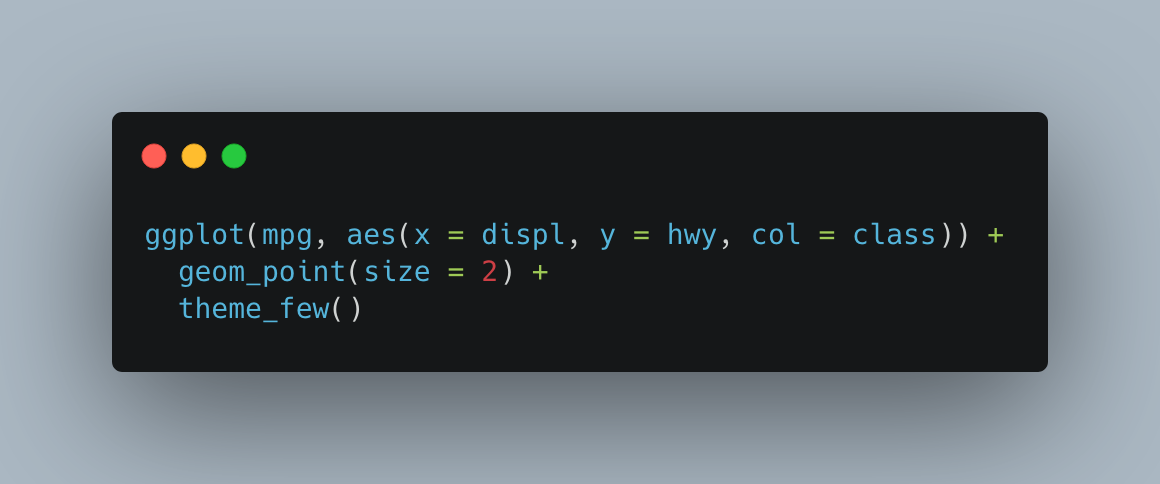 ggplot(mpg, aes(x = displ, y = hwy, col = class)) +
  geom_point(size = 2) +
  theme_few()